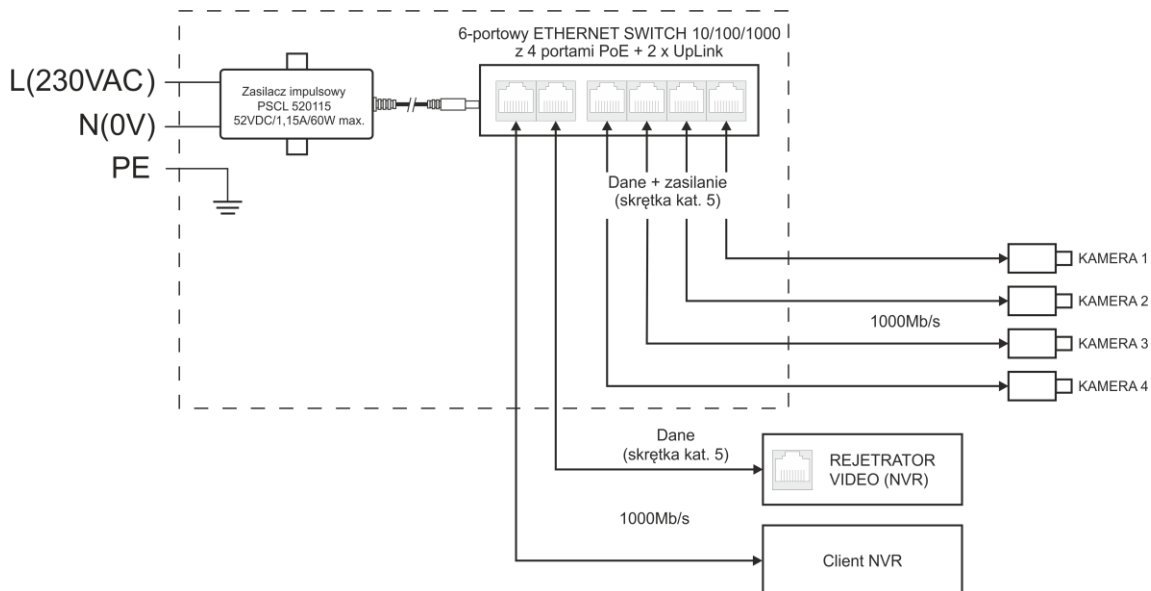 6-portowy ETHERNET SWITCH 10/100/1000
z 4 portami PoE + 2 x UpLink
L(230VAC)
N(0V)
PE
Zasilacz impulsowy
PSCL 520115
52VDC/1,15A/60W max.
Dane + zasilanie
(skrętka kat. 5)
KAMERA 1
KAMERA 2
1000Mb/s
KAMERA 3
KAMERA 4
Dane
(skrętka kat. 5)
REJETRATOR
VIDEO (NVR)
1000Mb/s
Client NVR